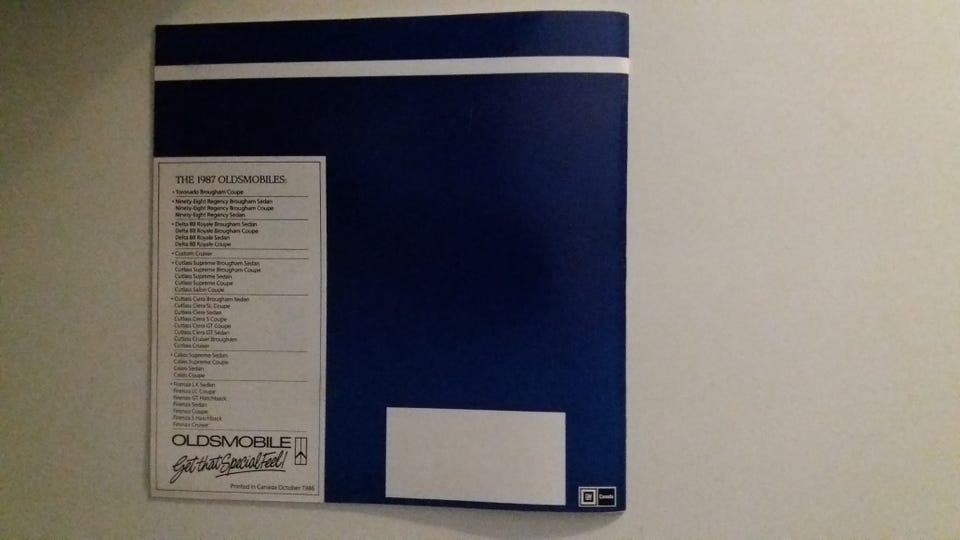 THE 1987 OLDSMOBILES:
• Toronado Brougham Coupe
• Ninety-Eight Regency Brougham Sedan
Ninety-Eight Regency Brougham Coupe
Ninety-Eight Regency Sedan
• Delta 88 Royale Brougham Sedan
Delta 88 Royale Brougham Coupe
Delta 88 Royale Sedan
Delta 88 Royale Coupe
• Custom Cruiser
• Cutlass Supreme Brougham Sedan
Cutlass Supreme Brougham Coupe
Cutlass Supreme Sedan
Cutlass Supreme Coupe
Cutlass Salon Coupe
• Cutlass Ciera Brougham Sedan
Cutlass Ciera SL Coupe
Cutlass Ciera Sedan
Cutlass Ciera S Coupe
Cutlass Ciera GT Coupe
Cutlass Ciera GT Sedan
Cutlass Cruiser Brougham
Cutlass Cruiser
• Calais Supreme Sedan
Calais Supreme Coupe
Calais Sedan
Calais Coupe
• Firenza LX Sedan
Firenza LC Coupe
Firenza GT Hatchback
Firenza Sedan
Firenza Coupe
Firenza S Hatchback
Firenza Cruiser
OLDSMOBILE
Get that Special Feel!
Printed in Canada October 1986
GM Canada